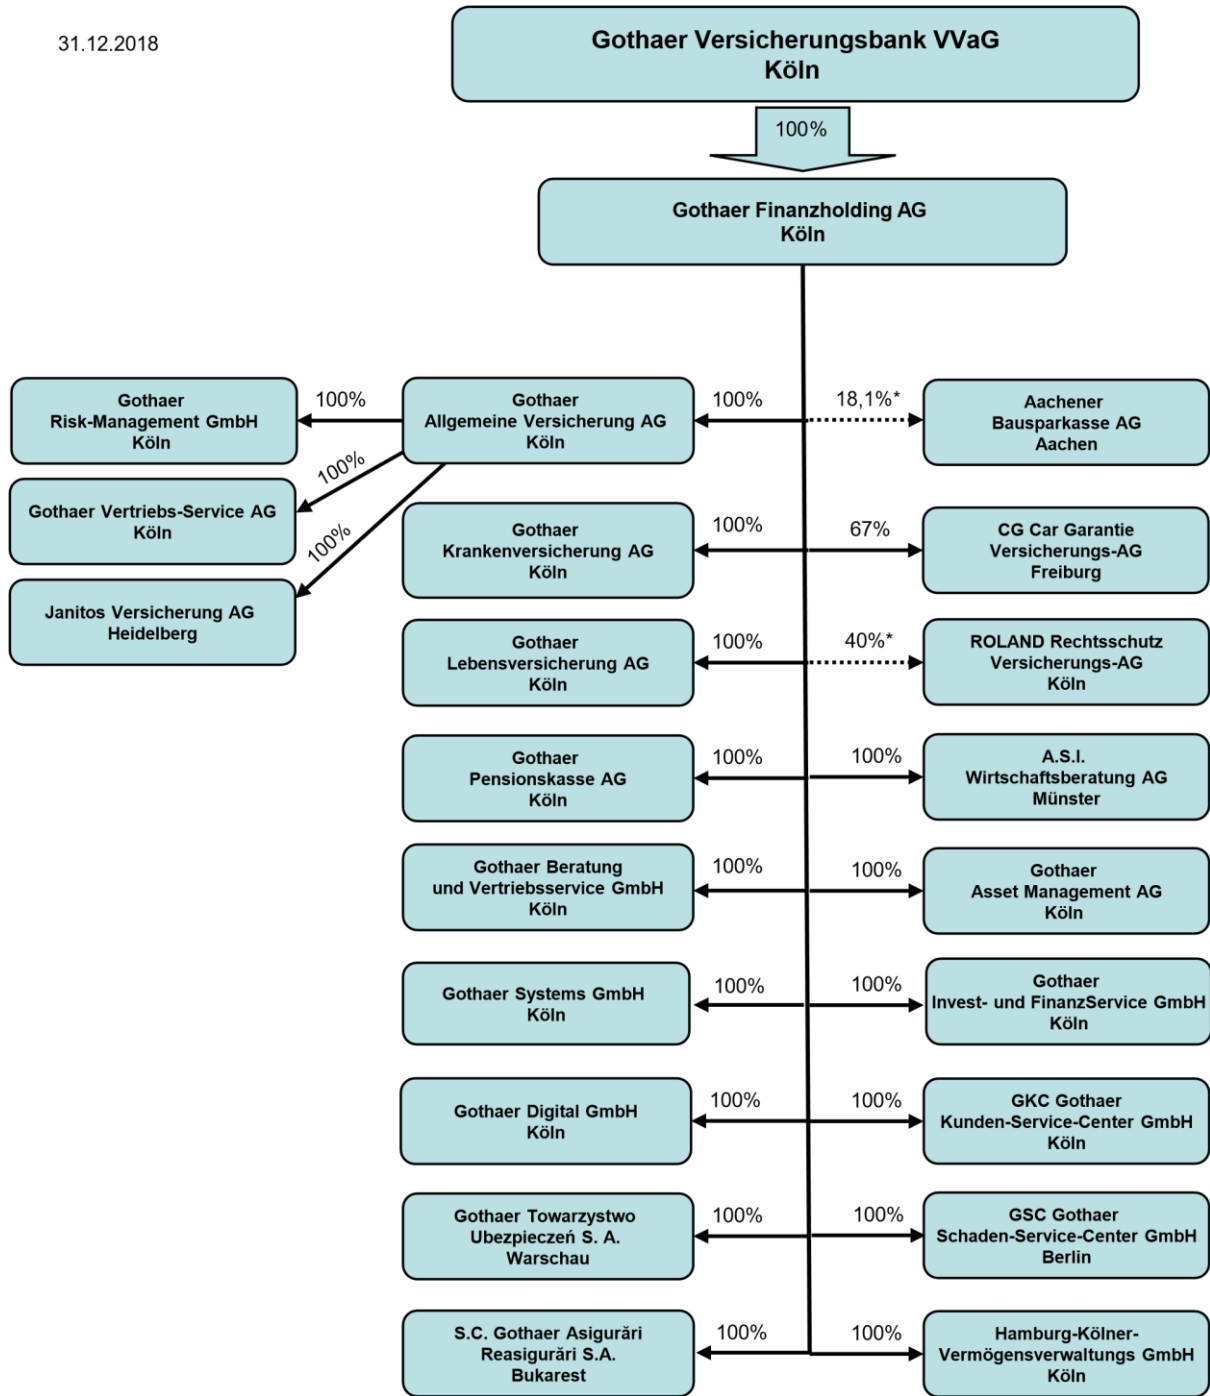 31.12.2018
Gothaer Versicherungsbank VVaG
Köln
100%
Gothaer Finanzholding AG
Köln
Gothaer
Risk-Management GmbH
Köln
100%
Gothaer
Allgemeine Versicherung AG
Köln
100%
18,1%*
Aachener
Bausparkasse AG
Aachen
100%
Gothaer Vertriebs-Service AG
Köln
100%
Janitos Versicherung AG
Heidelberg
Gothaer
Krankenversicherung AG
Köln
100%
67%
CG Car Garantie
Versicherungs-AG
Freiburg
Gothaer
Lebensversicherung AG
Köln
100%
40%*
ROLAND Rechtsschutz
Versicherungs-AG
Köln
Gothaer
Pensionskasse AG
Köln
100%
100%
A.S.I.
Wirtschaftsberatung AG
Münster
Gothaer Beratung
und Vertriebsservice GmbH
Köln
100%
100%
Gothaer
Asset Management AG
Köln
Gothaer Systems GmbH
Köln
100%
100%
Gothaer
Invest- und FinanzService GmbH
Köln
Gothaer Digital GmbH
Köln
100%
100%
GKC Gothaer
Kunden-Service-Center GmbH
Köln
Gothaer Towarzystwo
Ubezpieczeń S. A.
Warschau
100%
100%
GSC Gothaer
Schaden-Service-Center GmbH
Berlin
S.C. Gothaer Asigurări
Reasigurări S.A.
Bukarest
100%
100%
Hamburg-Kölner-
Vermögensverwaltungs GmbH
Köln